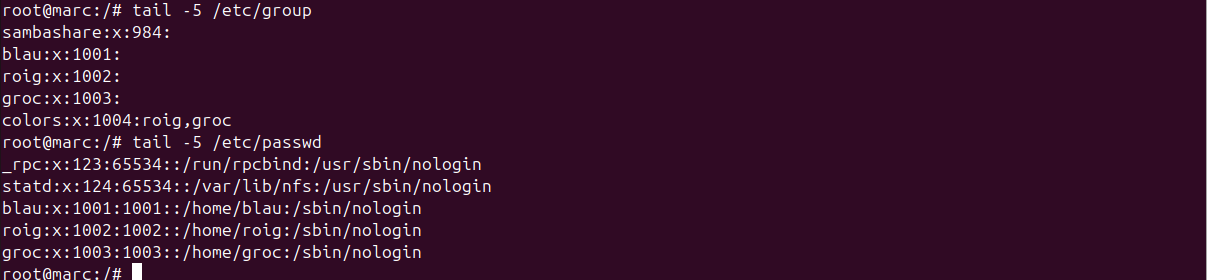 root@marc:/# tail -5 /etc/group
sambashare:x:984:
blau:x:1001:
roig:x:1002:
groc:x:1003:
colors:x:1004:roig,groc
root@marc:/# tail -5 /etc/passwd
_rpc:x:123:65534::/run/rpcbind:/usr/sbin/nologin
statd:x:124:65534::/var/lib/nfs:/usr/sbin/nologin
blau:x:1001:1001::/home/blau:/sbin/nologin
roig:x:1002:1002::/home/roig:/sbin/nologin
groc:x:1003:1003::/home/groc:/sbin/nologin
root@marc:/#